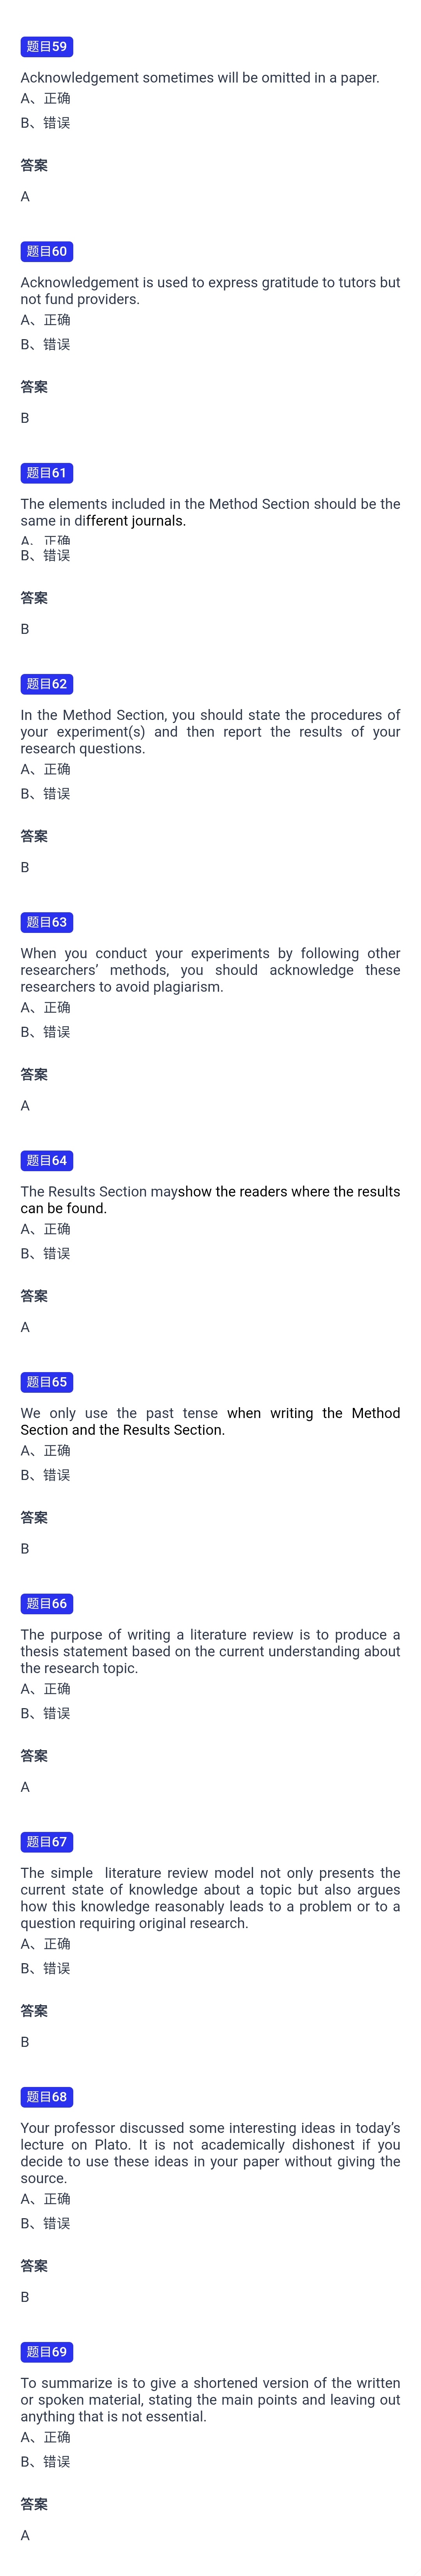 题目59
Acknowledgement sometimes will be omitted in a paper.
A、正确
B、错误
答案
A
题目60
Acknowledgement is used to express gratitude to tutors but
not fund providers.
A、正确
B、错误
答案
B
题目61
The elements included in the Method Section should be the
same in different journals.
A、正确
B、错误
答案
B
题目62
In the Method Section, you should state the procedures of
your experiment(s) and then report the results of your
research questions.
A、正确
B、错误
答案
B
题目63
When you conduct your experiments by following other
researchers’ methods, you should acknowledge these
researchers to avoid plagiarism.
A、正确
B、错误
答案
A
题目64
The Results Section mayshow the readers where the results
can be found.
A、正确
B、错误
答案
A
题目65
We only use the past tense when writing the Method
Section and the Results Section.
A、正确
B、错误
答案
B
题目66
The purpose of writing a literature review is to produce a
thesis statement based on the current understanding about
the research topic.
A、正确
B、错误
答案
A
题目67
The simple literature review model not only presents the
current state of knowledge about a topic but also argues
how this knowledge reasonably leads to a problem or to a
question requiring original research.
A、正确
B、错误
答案
B
题目68
Your professor discussed some interesting ideas in today’s
lecture on Plato. It is not academically dishonest if you
decide to use these ideas in your paper without giving the
source.
A、正确
B、错误
答案
B
题目69
To summarize is to give a shortened version of the written
or spoken material, stating the main points and leaving out
anything that is not essential.
A、正确
B、错误
答案
A